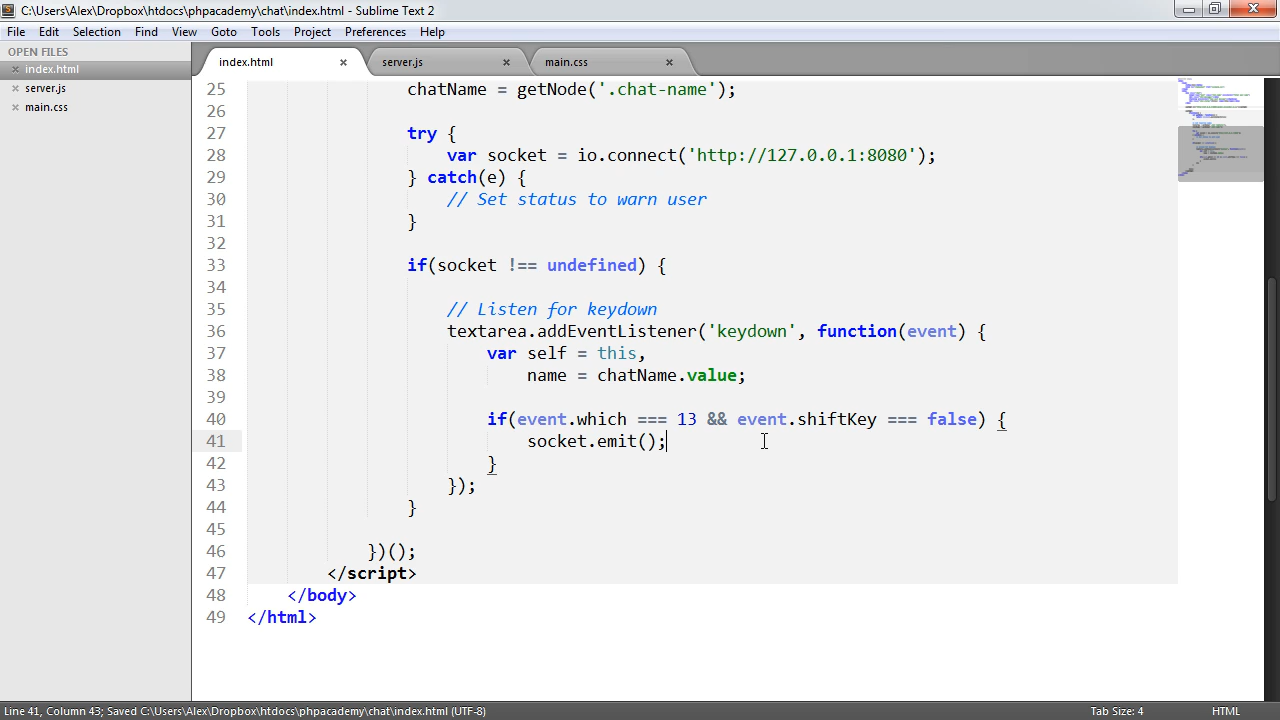 C:\Users\Alex\Dropbox\htdocs\phpacademy\chat\index.html - Sublime Text 2
File Edit Selection Find View Goto Tools Project Preferences Help
OPEN FILES
× index.html
× server.js
× main.css
index.html × server.js × main.css ×
25 chatName = getNode('.chat-name');
26
27 try {
28 var socket = io.connect('http://127.0.0.1:8080');
29 } catch(e) {
30 // Set status to warn user
31 }
32
33 if(socket !== undefined) {
34
35 // Listen for keydown
36 textarea.addEventListener('keydown', function(event) {
37 var self = this,
38 name = chatName.value;
39
40 if(event.which === 13 && event.shiftKey === false) {
41 socket.emit();
42 }
43 });
44 }
45
46 })();
47 </script>
48 </body>
49 </html>
Line 41, Column 43; Saved C:\Users\Alex\Dropbox\htdocs\phpacademy\chat\index.html (UTF-8) Tab Size: 4 HTML